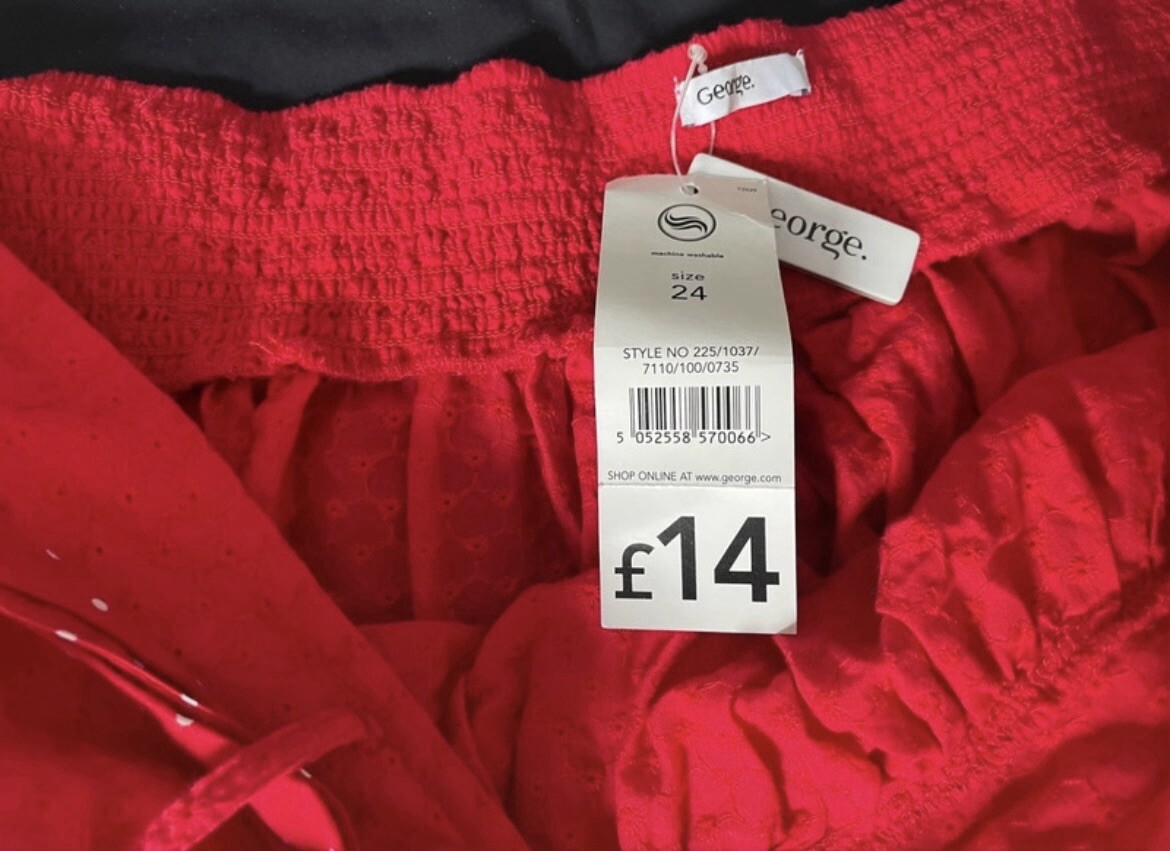 George.
eorge.
machine washable
size
24
STYLE NO 225/1037/
7110/100/0735
5 052558 570066 >
SHOP ONLINE AT www.george.com
£14